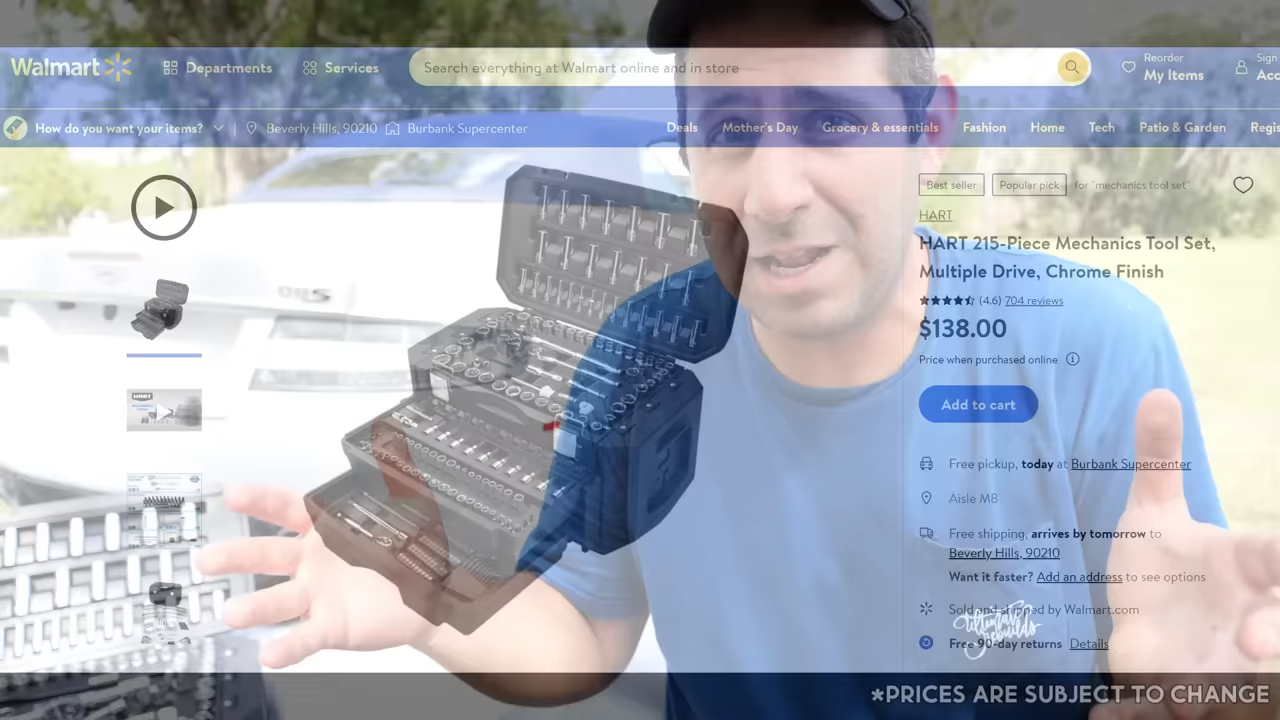 Walmart
Departments
Services
Search everything at Walmart online and in store
Reorder
My Items
Sign
Acc
How do you want your items?
Beverly Hills, 90210
Burbank Supercenter
Deals
Mother's Day
Grocery & essentials
Fashion
Home
Tech
Patio & Garden
Regis
Best seller
Popular pick
for "mechanics tool set"
HART
HART 215-Piece Mechanics Tool Set,
Multiple Drive, Chrome Finish
(4.6) 704 reviews
$138.00
Price when purchased online
Add to cart
Free pickup, today at Burbank Supercenter
Aisle M8
Free shipping, arrives by tomorrow to
Beverly Hills, 90210
Want it faster? Add an address to see options
Sold and shipped by Walmart.com
Ultimate Rebuilds
Free 90-day returns Details
*PRICES ARE SUBJECT TO CHANGE